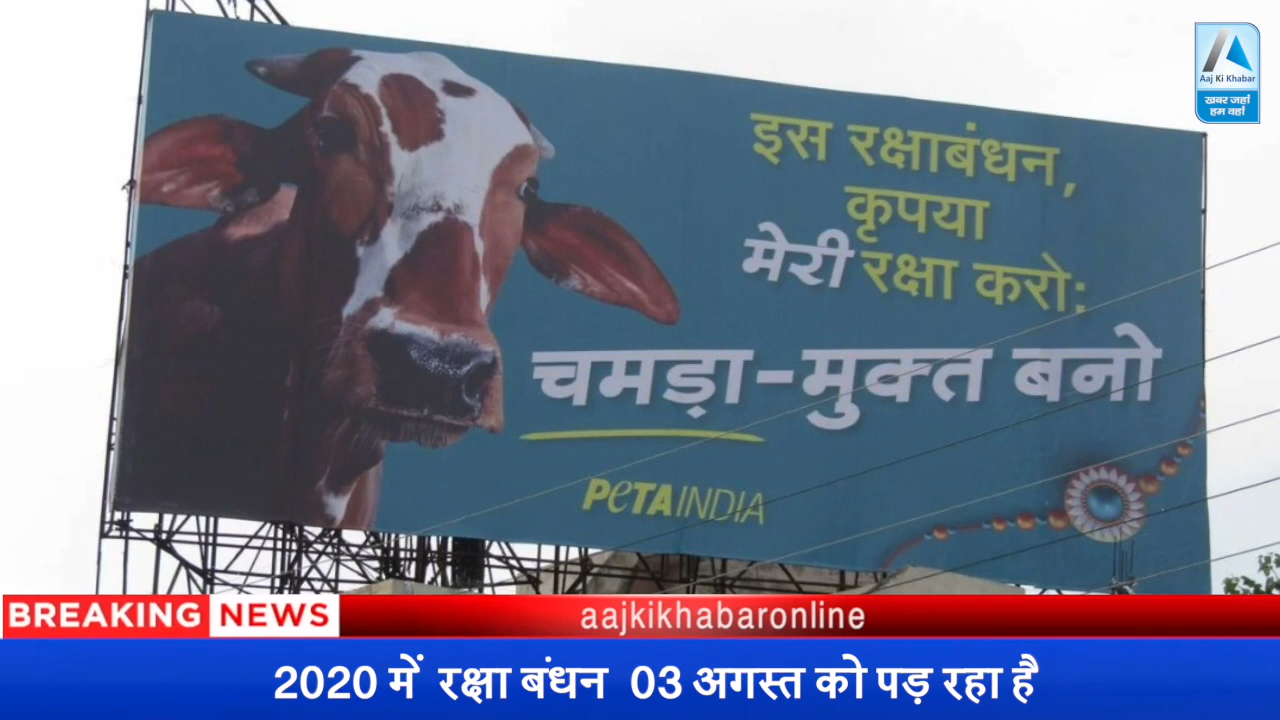 Aaj Ki Khabar
खबर जहां
हम वहां
इस रक्षाबंधन,
कृपया
मेरी रक्षा करो:
चमड़ा-मुक्त बनो
PeTA INDIA
BREAKING NEWS
aajkikhabaronline
2020 में रक्षा बंधन 03 अगस्त को पड़ रहा है